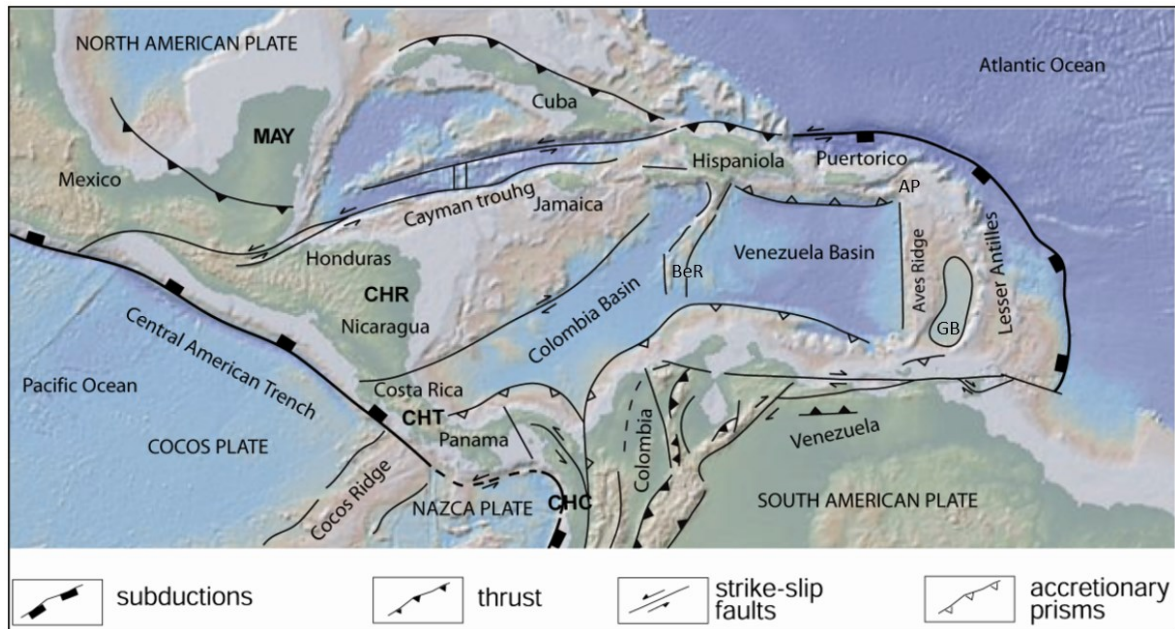 NORTH AMERICAN PLATE
Atlantic Ocean
Cuba
MAY
Mexico
Hispaniola
Puertorico
AP
Cayman trouhg
Jamaica
Honduras
Venezuela Basin
Aves Ridge
Lesser Antilles
BeR
CHR
Nicaragua
Colombia Basin
GB
Central American Trench
Pacific Ocean
Costa Rica
CHT
Panama
Colombia
Venezuela
COCOS PLATE
Cocos Ridge
NAZCA PLATE
CHC
SOUTH AMERICAN PLATE
subductions
thrust
strike-slip
faults
accretionary
prisms